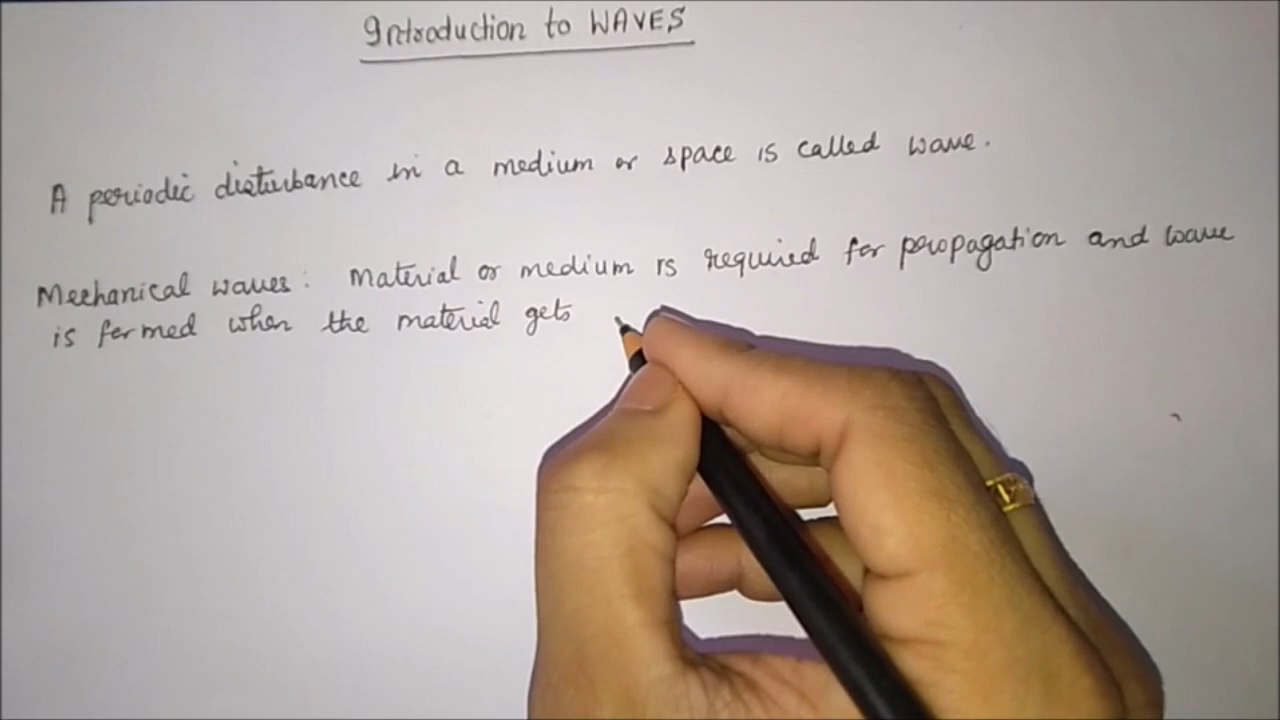 Introduction to WAVES
A periodic disturbance in a medium or space is called wave.
Mechanical waves: Material or medium is required for propagation and wave
is formed when the material gets